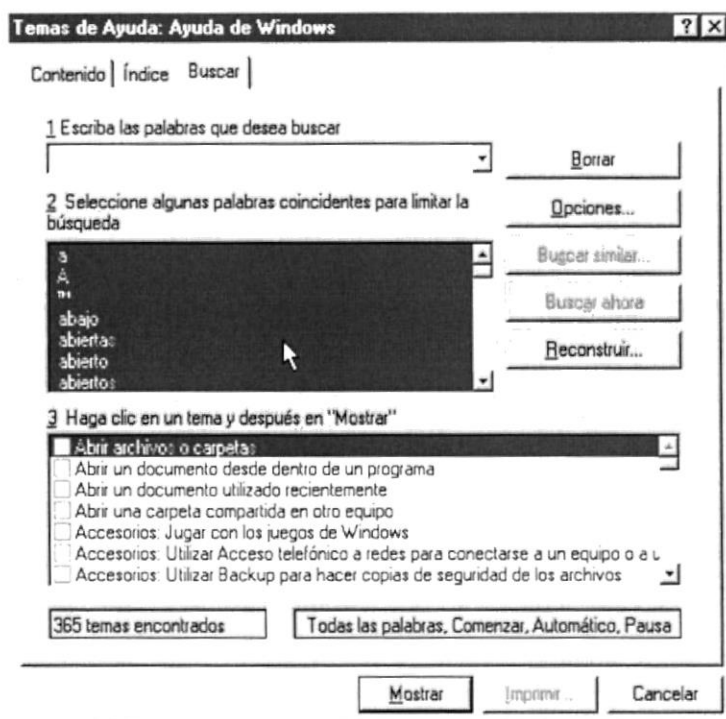 Temas de Ayuda: Ayuda de Windows
Contenido Índice Buscar
1 Escriba las palabras que desea buscar
Borrar
2 Seleccione algunas palabras coincidentes para limitar la
búsqueda
Opciones...
a
A
™
abajo
abiertas
abierto
abiertos
Buscar similar...
Buscar ahora
Reconstruir...
3 Haga clic en un tema y después en "Mostrar"
Abrir archivos o carpetas
Abrir un documento desde dentro de un programa
Abrir un documento utilizado recientemente
Abrir una carpeta compartida en otro equipo
Accesorios: Jugar con los juegos de Windows
Accesorios: Utilizar Acceso telefónico a redes para conectarse a un equipo o a u
Accesorios: Utilizar Backup para hacer copias de seguridad de los archivos
365 temas encontrados
Todas las palabras, Comenzar, Automático, Pausa
Mostrar Imprimir... Cancelar